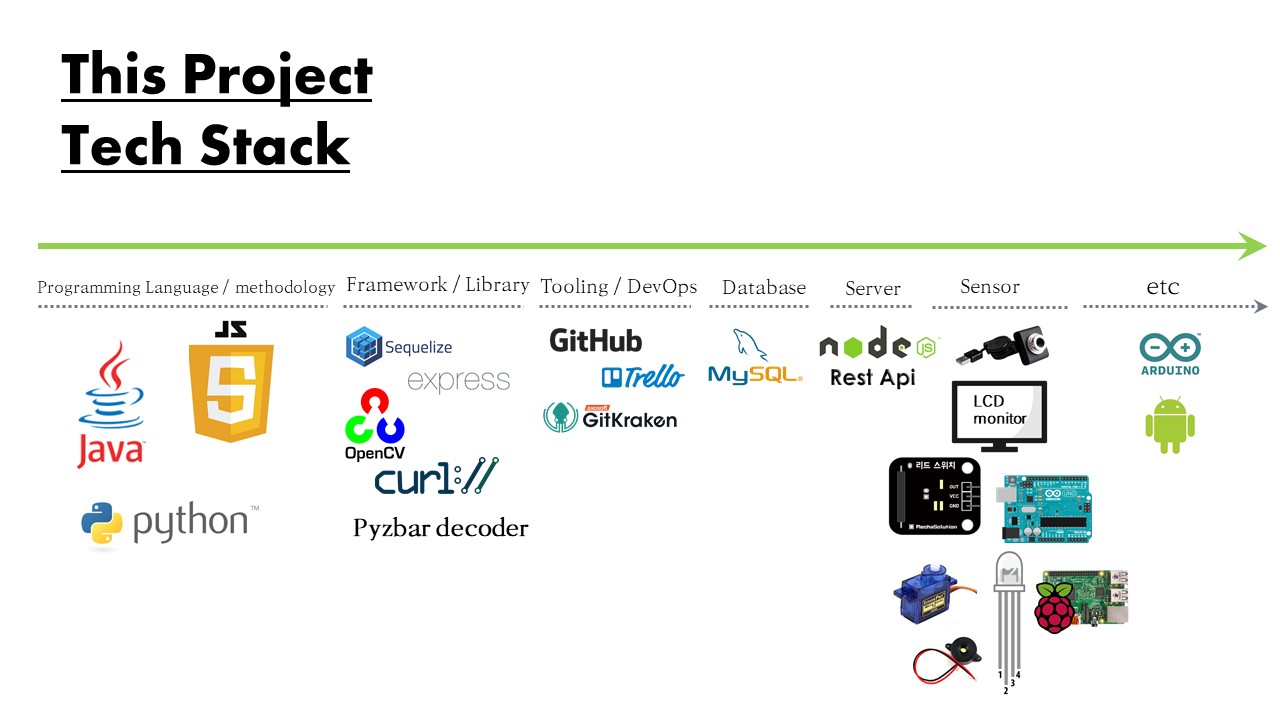 This Project
Tech Stack
Programming Language / methodology
Framework / Library
Tooling / DevOps
Database
Server
Sensor
etc
JS
Java
python™
Sequelize
express
OpenCV
curl://
Pyzbar decoder
GitHub
Trello
axosoft
GitKraken
MySQL®
node JS
Rest Api
LCD
monitor
리드 스위치
OUT
VCC
GND
MechaSolution
UNO
1 4
3
2
ARDUINO